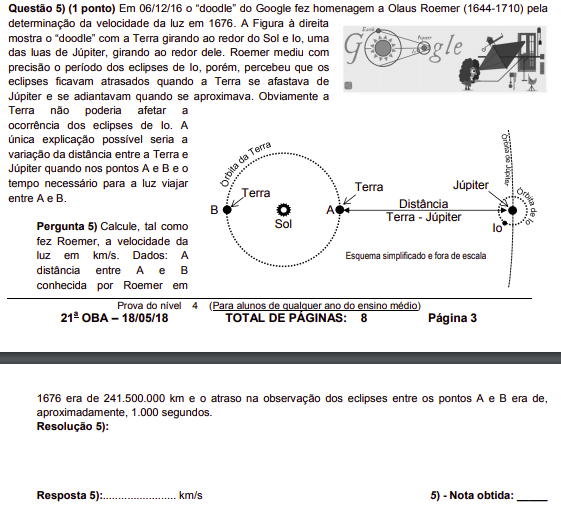 Questão 5) (1 ponto) Em 06/12/16 o “doodle” do Google fez homenagem a Olaus Roemer (1644-1710) pela
determinação da velocidade da luz em 1676. A Figura à direita
mostra o “doodle” com a Terra girando ao redor do Sol e Io, uma
das luas de Júpiter, girando ao redor dele. Roemer mediu com
precisão o período dos eclipses de Io, porém, percebeu que os
eclipses ficavam atrasados quando a Terra se afastava de
Júpiter e se adiantavam quando se aproximava. Obviamente a
Terra não poderia afetar a
ocorrência dos eclipses de Io. A
única explicação possível seria a
variação da distância entre a Terra e
Júpiter quando nos pontos A e B e o
tempo necessário para a luz viajar
entre A e B.
Pergunta 5) Calcule, tal como
fez Roemer, a velocidade da
luz em km/s. Dados: A
distância entre A e B
conhecida por Roemer em
Google
Earth
Jupiter
Órbita da Terra
Terra
B
Sol
A
Terra
Distância
Terra - Júpiter
Júpiter
Io
Órbita de Júpiter
Órbita de Io
Esquema simplificado e fora de escala
Prova do nível 4 (Para alunos de qualquer ano do ensino médio)
21ª OBA – 18/05/18 TOTAL DE PÁGINAS: 8 Página 3
1676 era de 241.500.000 km e o atraso na observação dos eclipses entre os pontos A e B era de,
aproximadamente, 1.000 segundos.
Resolução 5):
Resposta 5):........................ km/s 5) - Nota obtida: _____